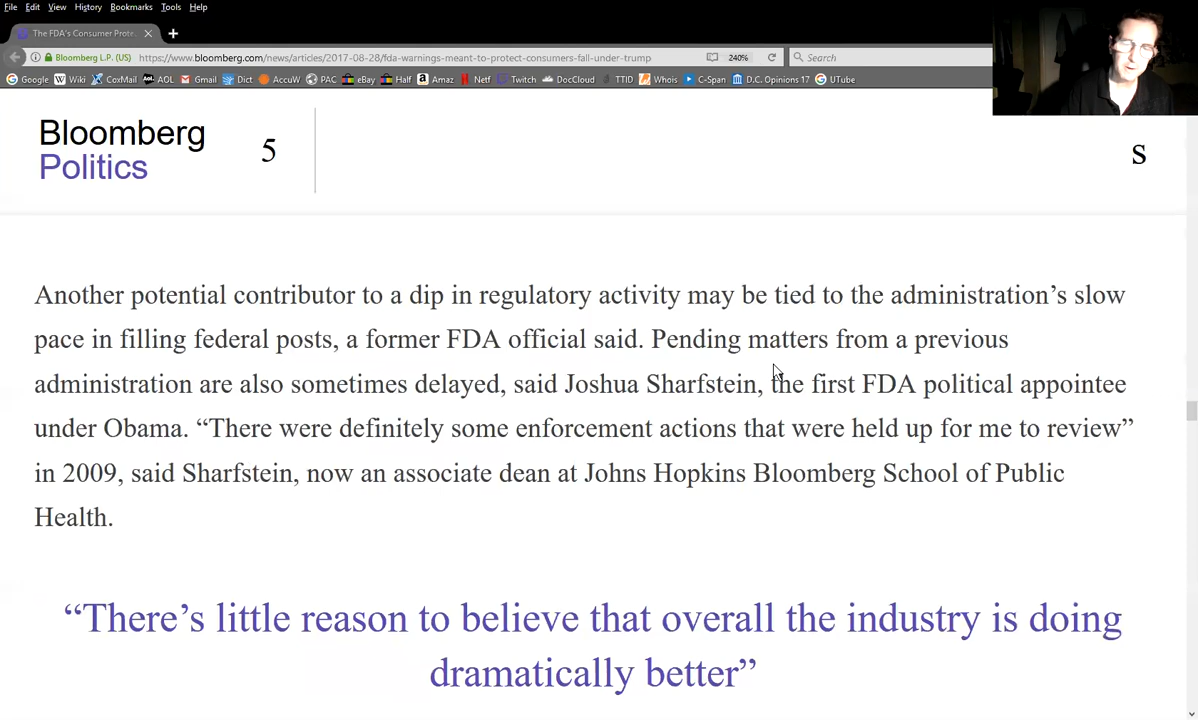 File Edit View History Bookmarks Tools Help
The FDA's Consumer Prote
Bloomberg L.P. (US) https://www.bloomberg.com/news/articles/2017-08-28/fda-warnings-meant-to-protect-consumers-fall-under-trump 240% Search
Google Wiki CoxMail AOL Gmail Dict AccuW PAC eBay Half Amaz Netf Twitch DocCloud TTID Whois C-Span D.C. Opinions 17 UTube
Bloomberg
Politics
5
s
Another potential contributor to a dip in regulatory activity may be tied to the administration’s slow
pace in filling federal posts, a former FDA official said. Pending matters from a previous
administration are also sometimes delayed, said Joshua Sharfstein, the first FDA political appointee
under Obama. “There were definitely some enforcement actions that were held up for me to review”
in 2009, said Sharfstein, now an associate dean at Johns Hopkins Bloomberg School of Public
Health.
“There’s little reason to believe that overall the industry is doing
dramatically better”